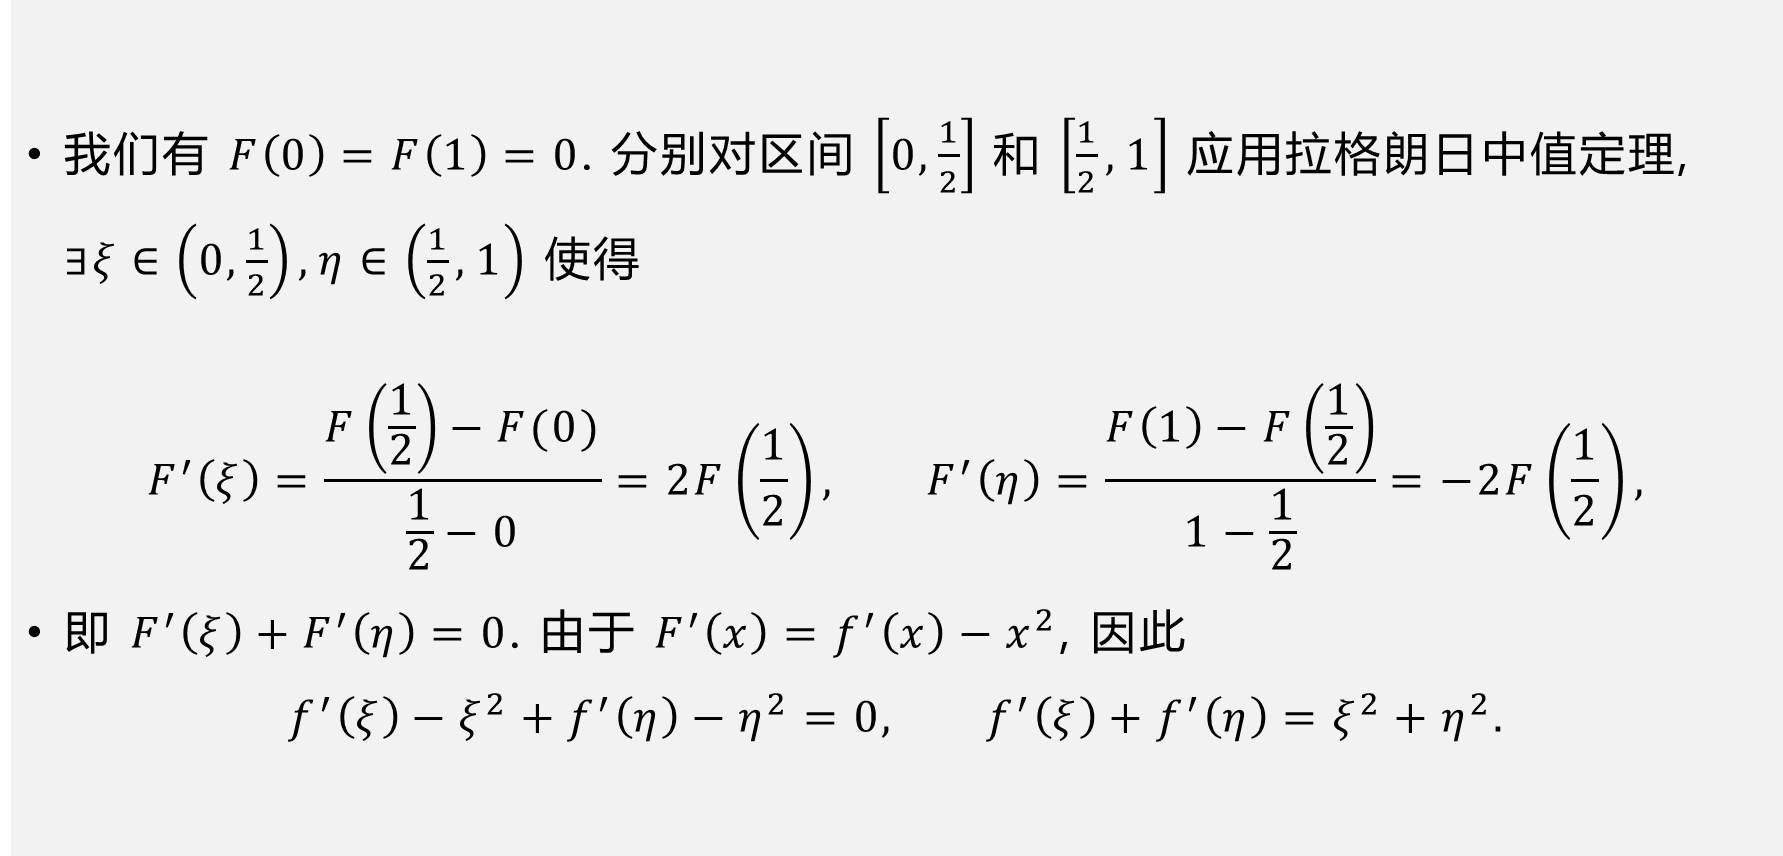 • 我们有 F(0) = F(1) = 0. 分别对区间 [0, 1/2] 和 [1/2, 1] 应用拉格朗日中值定理,
∃ξ ∈ (0, 1/2), η ∈ (1/2, 1) 使得
F′(ξ) = (F(1/2) − F(0))/(1/2 − 0) = 2F(1/2), F′(η) = (F(1) − F(1/2))/(1 − 1/2) = −2F(1/2),
• 即 F′(ξ) + F′(η) = 0. 由于 F′(x) = f′(x) − x², 因此
f′(ξ) − ξ² + f′(η) − η² = 0, f′(ξ) + f′(η) = ξ² + η².